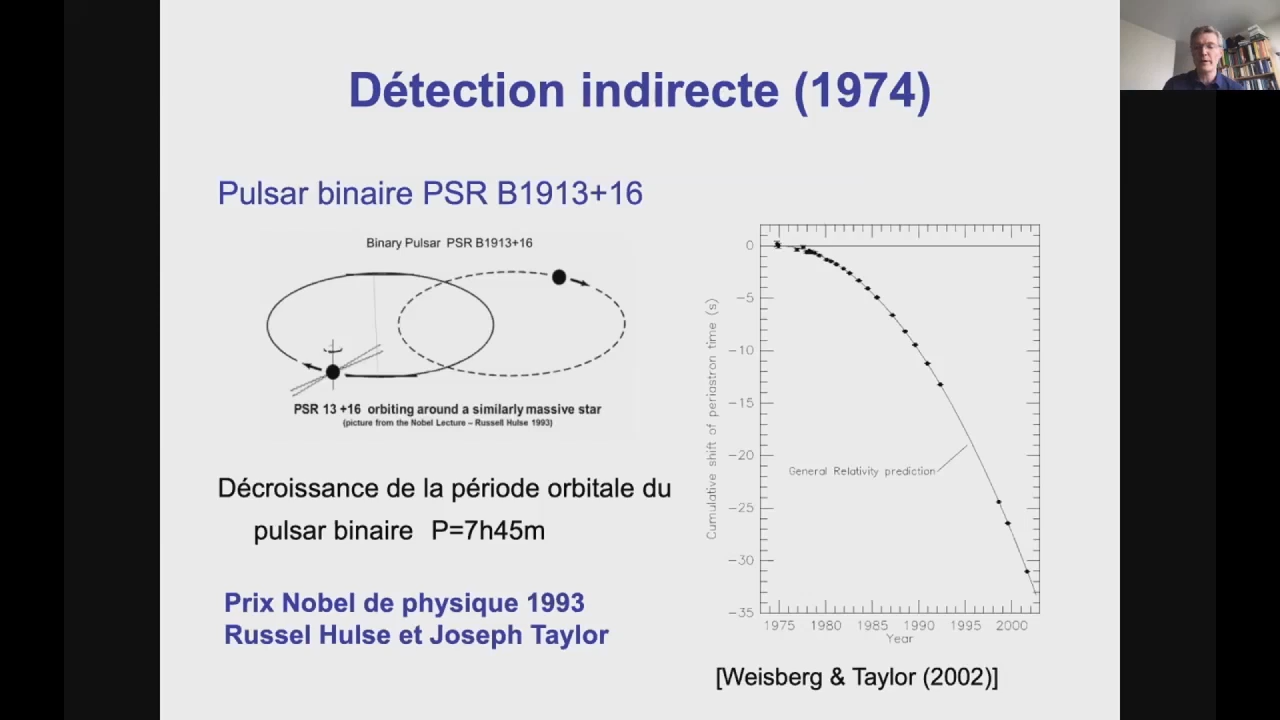 Détection indirecte (1974)
Pulsar binaire PSR B1913+16
Binary Pulsar PSR B1913+16
PSR 13 +16 orbiting around a similarly massive star
(picture from the Nobel Lecture – Russell Hulse 1993)
Décroissance de la période orbitale du
pulsar binaire P=7h45m
Prix Nobel de physique 1993
Russel Hulse et Joseph Taylor
Cumulative shift of periastron time (s)
0
−5
−10
−15
−20
−25
−30
−35
General Relativity prediction
1975 1980 1985 1990 1995 2000
Year
[Weisberg & Taylor (2002)]